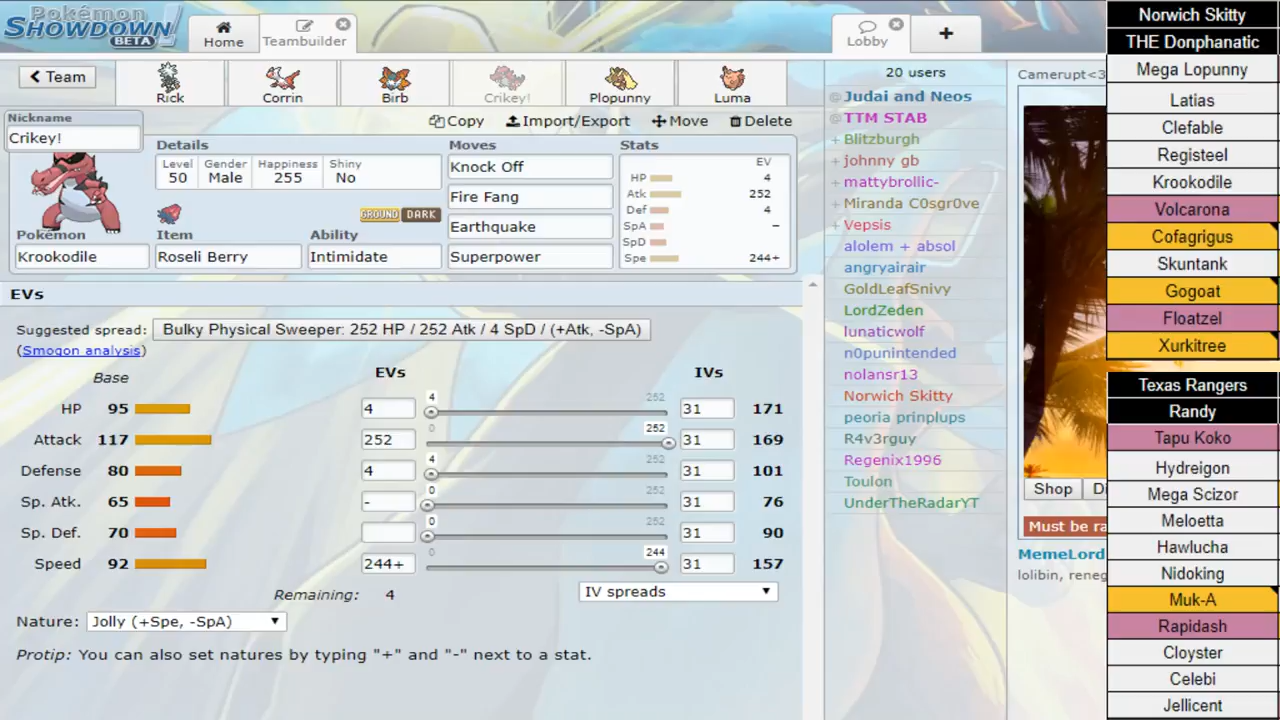 Pokémon
SHOWDOWN!
BETA
Home
Teambuilder
Lobby
+
< Team
Rick
Corrin
Birb
Crikey!
Plopunny
Luma
Nickname
Crikey!
Copy
Import/Export
Move
Delete
Details
Level
50
Gender
Male
Happiness
255
Shiny
No
GROUND
DARK
Pokémon
Krookodile
Item
Roseli Berry
Ability
Intimidate
Moves
Knock Off
Fire Fang
Earthquake
Superpower
Stats
EV
HP 4
Atk 252
Def 4
SpA -
SpD
Spe 244+
EVs
Suggested spread: Bulky Physical Sweeper: 252 HP / 252 Atk / 4 SpD / (+Atk, -SpA)
(Smogon analysis)
Base EVs IVs
HP 95 4 4 252 31 171
Attack 117 252 0 252 31 169
Defense 80 4 4 252 31 101
Sp. Atk. 65 - 0 252 31 76
Sp. Def. 70 0 252 31 90
Speed 92 244+ 0 244 31 157
Remaining: 4
IV spreads
Nature: Jolly (+Spe, -SpA)
Protip: You can also set natures by typing "+" and "-" next to a stat.
20 users
@Judai and Neos
@TTM STAB
+Blitzburgh
+johnny gb
+mattybrollic-
+Miranda C0sgr0ve
+Vepsis
alolem + absol
angryairair
GoldLeafSnivy
LordZeden
lunaticwolf
n0punintended
nolansr13
Norwich Skitty
peoria prinplups
R4v3rguy
Regenix1996
Toulon
UnderTheRadarYT
Camerupt<3
Shop
Di
Must be ra
MemeLord
lolibin, reneg
Norwich Skitty
THE Donphanatic
Mega Lopunny
Latias
Clefable
Registeel
Krookodile
Volcarona
Cofagrigus
Skuntank
Gogoat
Floatzel
Xurkitree
Texas Rangers
Randy
Tapu Koko
Hydreigon
Mega Scizor
Meloetta
Hawlucha
Nidoking
Muk-A
Rapidash
Cloyster
Celebi
Jellicent